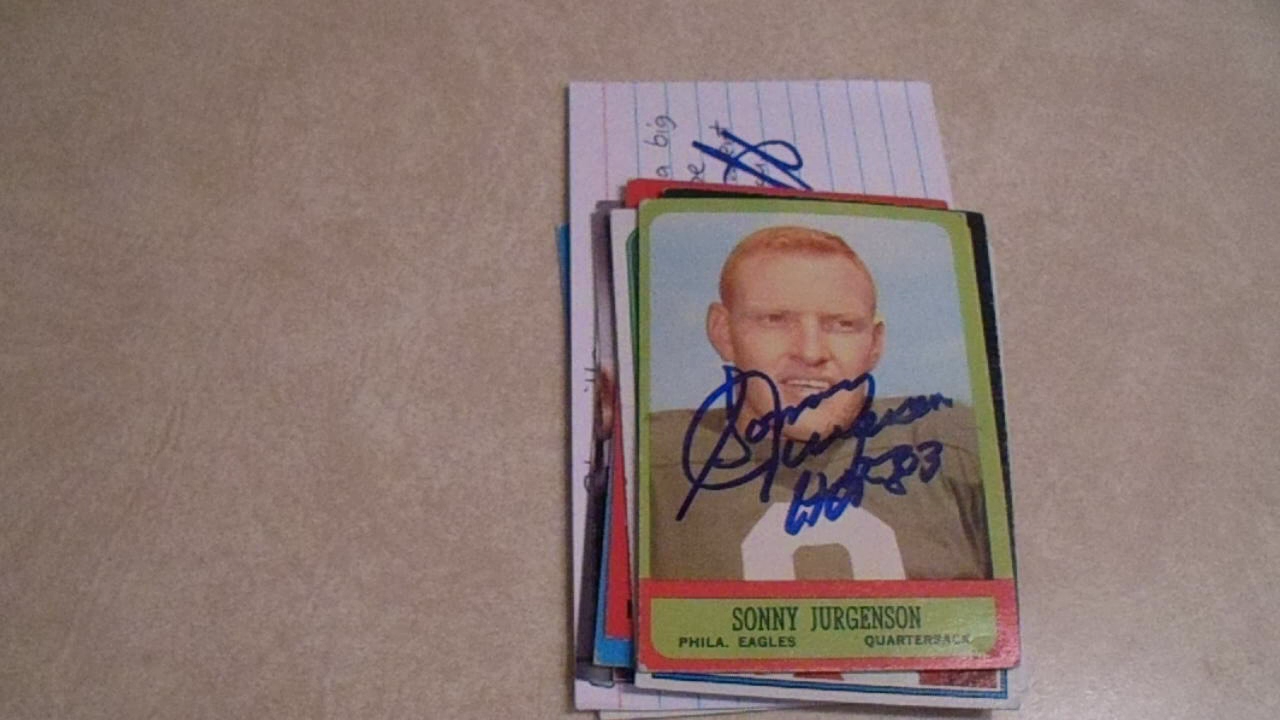 a big
Sonny
Jurgensen
HOF 83
SONNY JURGENSON
PHILA. EAGLES QUARTERBACK